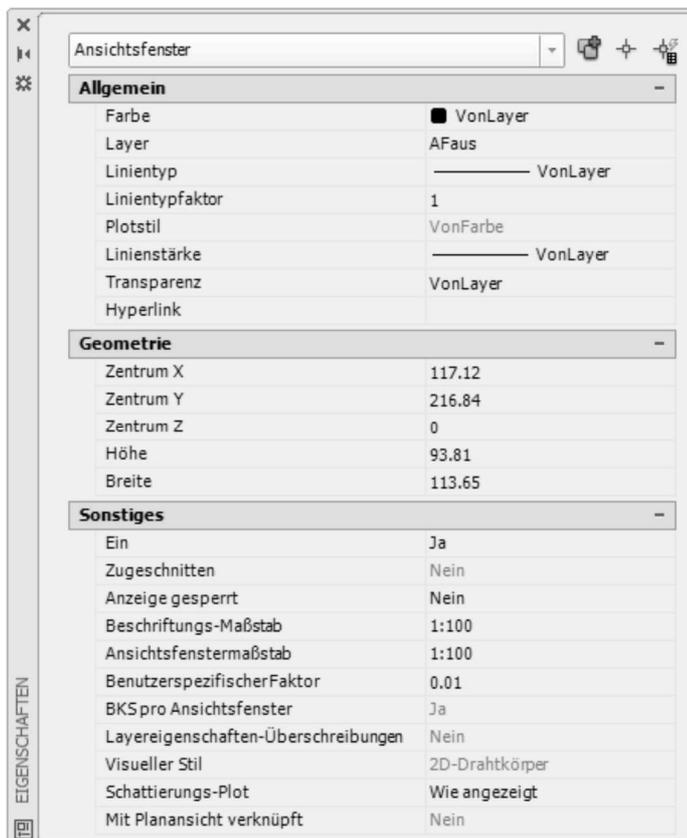 Ansichtsfenster
Allgemein
Farbe VonLayer
Layer AFaus
Linientyp VonLayer
Linientypfaktor 1
Plotstil VonFarbe
Linienstärke VonLayer
Transparenz VonLayer
Hyperlink
Geometrie
Zentrum X 117.12
Zentrum Y 216.84
Zentrum Z 0
Höhe 93.81
Breite 113.65
Sonstiges
Ein Ja
Zugeschnitten Nein
Anzeige gesperrt Nein
Beschriftungs-Maßstab 1:100
Ansichtsfenstermaßstab 1:100
Benutzerspezifischer Faktor 0.01
BKS pro Ansichtsfenster Ja
Layereigenschaften-Überschreibungen Nein
Visueller Stil 2D-Drahtkörper
Schattierungs-Plot Wie angezeigt
Mit Planansicht verknüpft Nein
EIGENSCHAFTEN